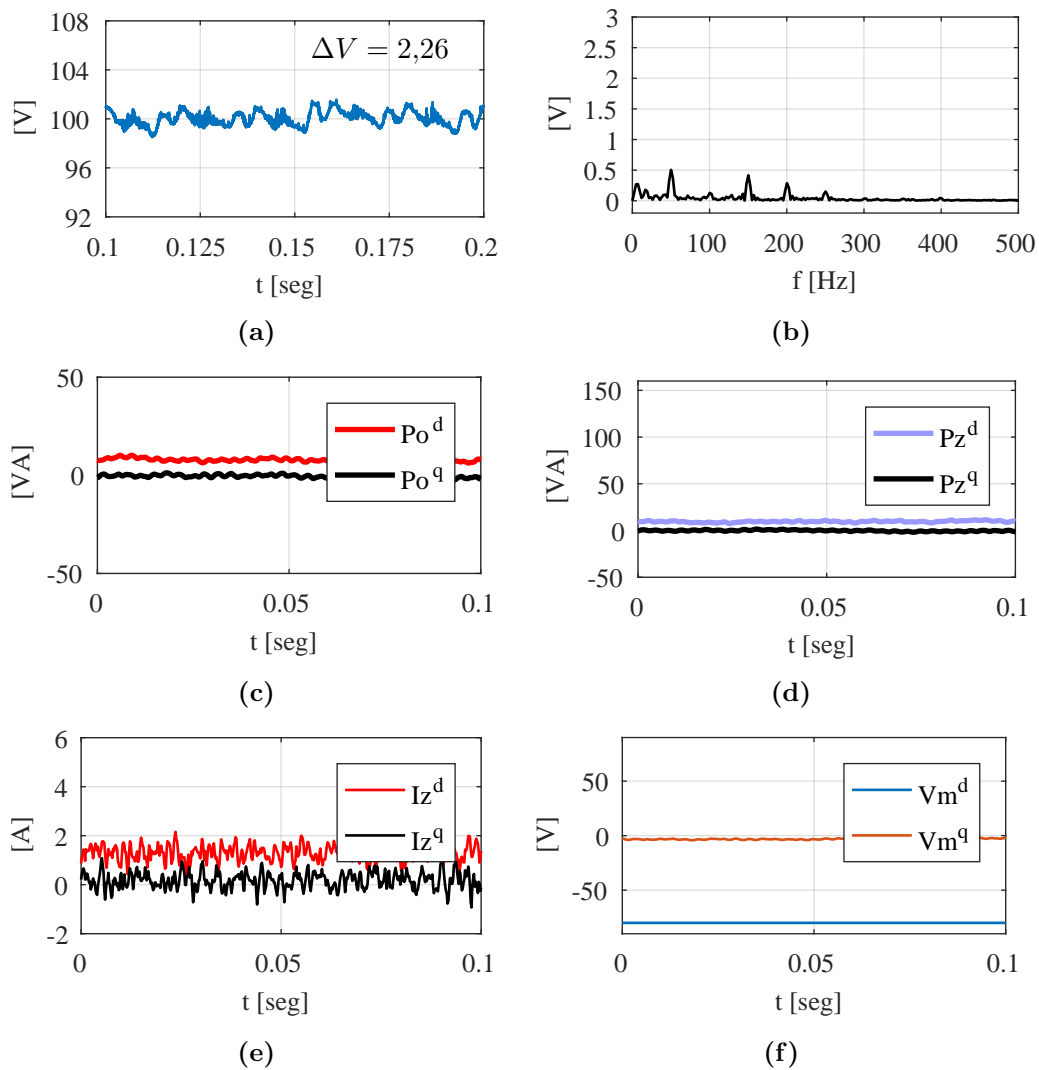 108
104
100
96
92
[V]
ΔV = 2,26
0.1
0.125
0.15
0.175
0.2
t [seg]
(a)
3
2.5
2
1.5
1
0.5
0
[V]
0
100
200
300
400
500
f [Hz]
(b)
50
0
-50
[VA]
Po^d
Po^q
0
0.05
0.1
t [seg]
(c)
150
100
50
0
-50
[VA]
Pz^d
Pz^q
0
0.05
0.1
t [seg]
(d)
6
4
2
0
-2
[A]
Iz^d
Iz^q
0
0.05
0.1
t [seg]
(e)
50
0
-50
[V]
Vm^d
Vm^q
0
0.05
0.1
t [seg]
(f)